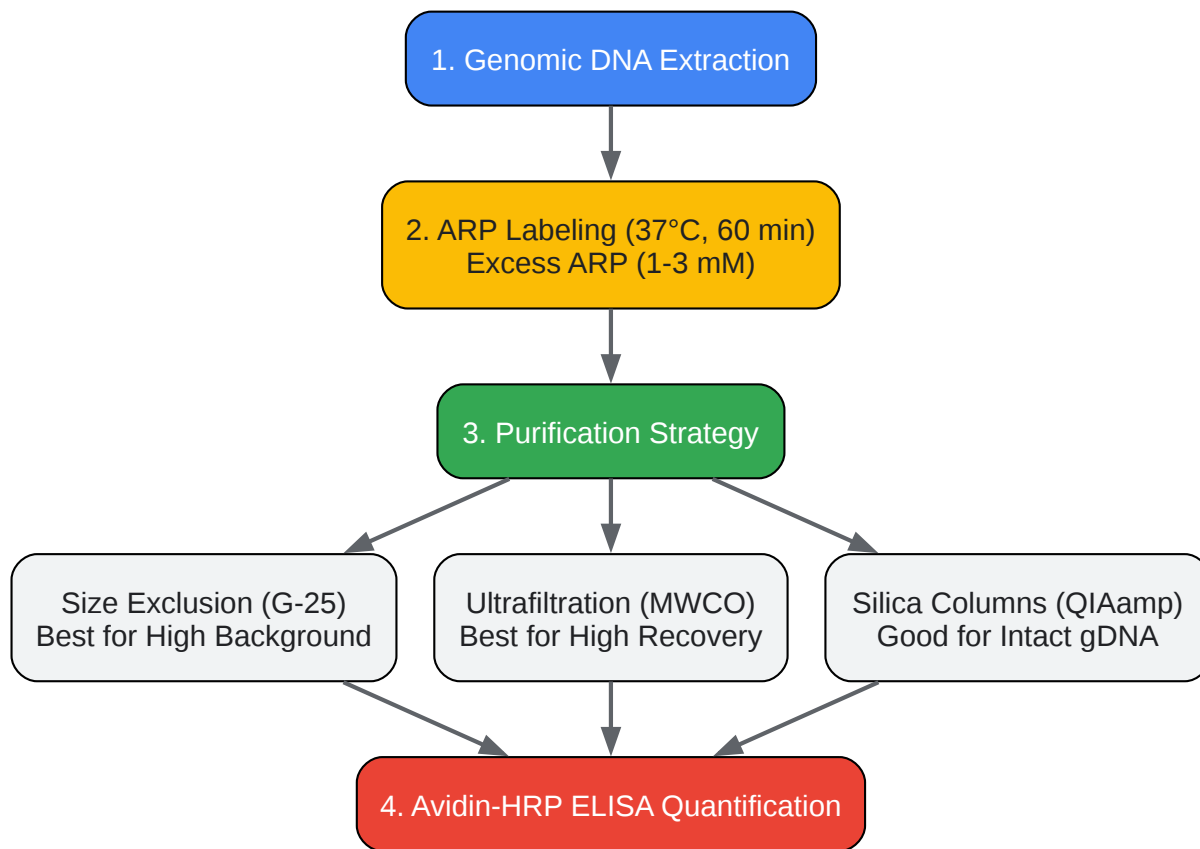 1. Genomic DNA Extraction
2. ARP Labeling (37°C, 60 min)
Excess ARP (1-3 mM)
3. Purification Strategy
Size Exclusion (G-25)
Best for High Background
Ultrafiltration (MWCO)
Best for High Recovery
Silica Columns (QIAamp)
Good for Intact gDNA
4. Avidin-HRP ELISA Quantification